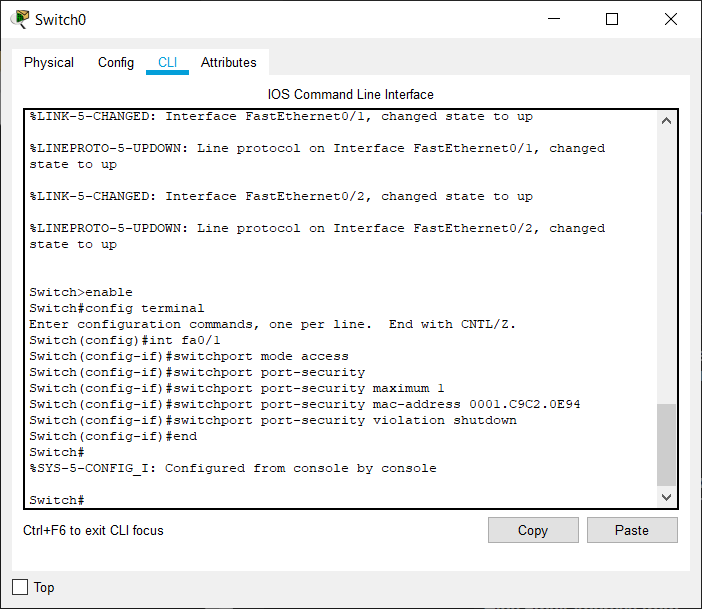 Switch0
Physical Config CLI Attributes
IOS Command Line Interface
%LINK-5-CHANGED: Interface FastEthernet0/1, changed state to up
%LINEPROTO-5-UPDOWN: Line protocol on Interface FastEthernet0/1, changed
state to up
%LINK-5-CHANGED: Interface FastEthernet0/2, changed state to up
%LINEPROTO-5-UPDOWN: Line protocol on Interface FastEthernet0/2, changed
state to up
Switch>enable
Switch#config terminal
Enter configuration commands, one per line.  End with CNTL/Z.
Switch(config)#int fa0/1
Switch(config-if)#switchport mode access
Switch(config-if)#switchport port-security
Switch(config-if)#switchport port-security maximum 1
Switch(config-if)#switchport port-security mac-address 0001.C9C2.0E94
Switch(config-if)#switchport port-security violation shutdown
Switch(config-if)#end
Switch#
%SYS-5-CONFIG_I: Configured from console by console
Switch#
Ctrl+F6 to exit CLI focus
Copy Paste
Top